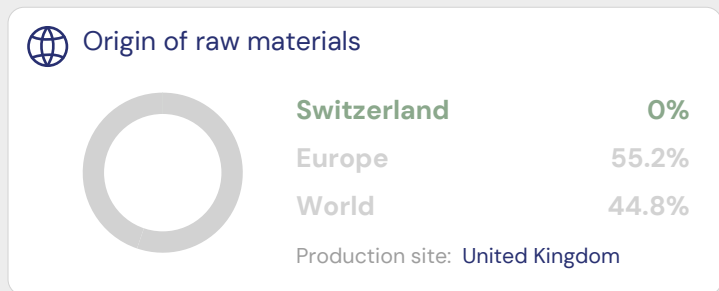 Origin of raw materials
Switzerland 0%
Europe 55.2%
World 44.8%
Production site: United Kingdom